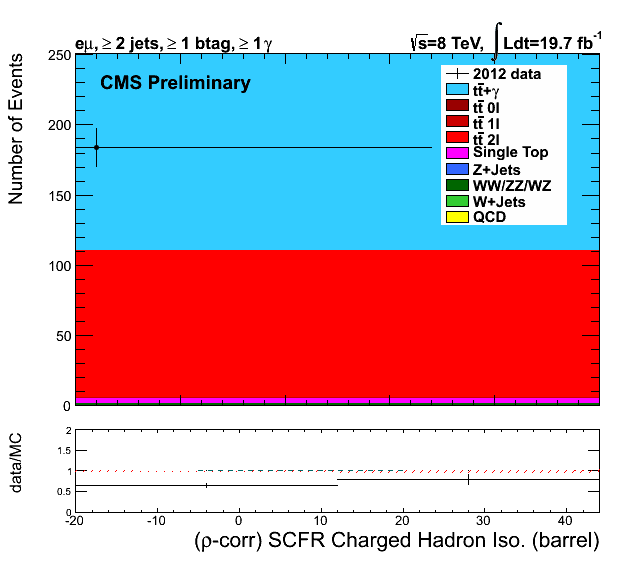 eμ, ≥ 2 jets, ≥ 1 btag, ≥ 1 γ
√s=8 TeV, ∫ Ldt=19.7 fb⁻¹
CMS Preliminary
Number of Events
250
200
150
100
50
0
2012 data
tt̄+γ
tt̄ 0l
tt̄ 1l
tt̄ 2l
Single Top
Z+Jets
WW/ZZ/WZ
W+Jets
QCD
data/MC
2
1.5
1
0.5
0
-20 -10 0 10 20 30 40
(ρ-corr) SCFR Charged Hadron Iso. (barrel)